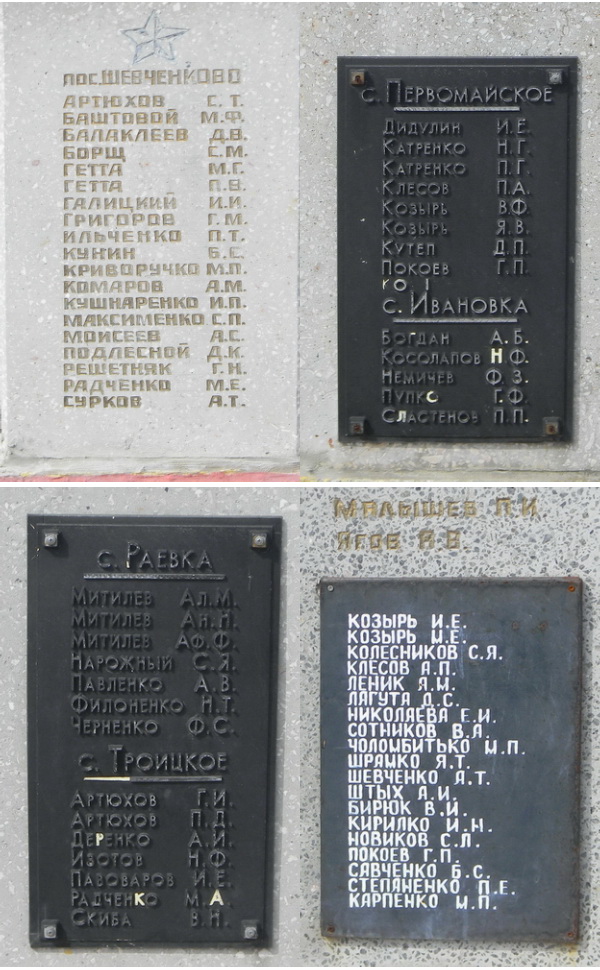 пос. ШЕВЧЕНКОВО
АРТЮХОВ С. Т.
БАШТОВОЙ М.Ф.
БАЛАКЛЕЕВ Д.В.
БОРЩ С.М.
ГЕТТА М.Г.
ГЕТТА П.В.
ГАЛИЦКИЙ И.И.
ГРИГОРОВ Г.М.
ИЛЬЧЕНКО П.Т.
КУНИН Б.С.
КРИВОРУЧКО М.П.
КОМАРОВ А.М.
КУШНАРЕНКО И.П.
МАКСИМЕНКО С.П.
МОИСЕЕВ А.С.
ПОДЛЕСНОЙ Д.К.
РЕШЕТНЯК Г.Н.
РАДЧЕНКО М.Е.
СУРКОВ А.Т.
с. ПЕРВОМАЙСКОЕ
ДИДУЛИН И.Е.
КАТРЕНКО Н.Г.
КАТРЕНКО П.Г.
КЛЕСОВ П.А.
КОЗЫРЬ В.Ф.
КОЗЫРЬ Я.В.
КУТЕП Д.П.
ПОКОЕВ Г.П.
с. ИВАНОВКА
БОГДАН А.Б.
КОСОЛАПОВ Н.Ф.
НЕМИЧЕВ Ф.З.
ПУПКО Г.Ф.
СЛАСТЕНОВ П.П.
с. РАЕВКА
МИТИЛЕВ Ал.М.
МИТИЛЕВ Ан.Н.
МИТИЛЕВ Аф.Ф.
НАРОЖНЫЙ С.Я.
ПАВЛЕНКО А.В.
ФИЛОНЕНКО Н.Т.
ЧЕРНЕНКО Ф.С.
с. ТРОИЦКОЕ
АРТЮХОВ Г.И.
АРТЮХОВ П.Д.
ДЕРЕНКО А.И.
ИЗОТОВ Н.Ф.
ПАВОВАРОВ И.Е.
РАДЧЕНКО М.А.
СКИБА В.Н.
МАЛЫШЕВ П.И.
ЯГОВ В.В.
КОЗЫРЬ И.Е.
КОЗЫРЬ М.Е.
КОЛЕСНИКОВ С.Я.
КЛЕСОВ А.П.
ЛЕНИК Я.М.
ЛЯГУТА Д.С.
НИКОЛАЕВА Е.И.
СОТНИКОВ В.А.
ЧОЛОМБИТЬКО М.П.
ШРАМКО Я.Т.
ШЕВЧЕНКО А.Т.
ШТЫХ А.И.
БИРЮК В.И.
КИРИЛКО И.Н.
НОВИКОВ С.Л.
ПОКОЕВ Г.П.
САВЧЕНКО Б.С.
СТЕПЯНЕНКО П.Е.
КАРПЕНКО М.П.